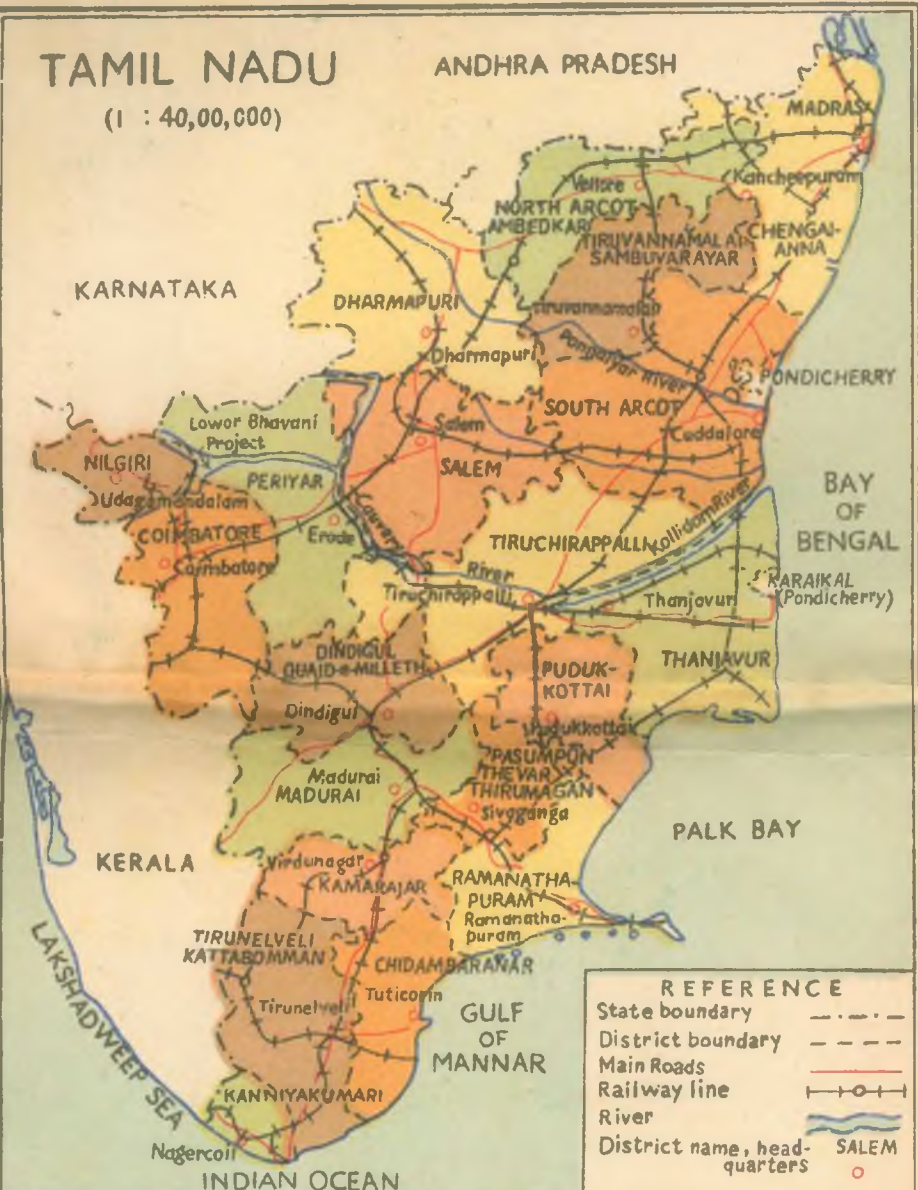 TAMIL NADU
(1 : 40,00,000)
ANDHRA PRADESH
MADRAS
Kancheepuram
Vellore
NORTH ARCOT
AMBEDKAR
TIRUVANNAMALAI
SAMBUVARAYAR
CHENGAI-
ANNA
KARNATAKA
DHARMAPURI
Tiruvannamalai
Dharmapuri
Ponnaiyar River
PONDICHERRY
SOUTH ARCOT
Lowor Bhavani
Project
Salem
Cuddalore
NILGIRI
PERIYAR
SALEM
Udagamandalam
BAY
OF
BENGAL
COIMBATORE
Erode
Cauvery
River
TIRUCHIRAPPALLI
Kollidam River
Coimbatore
Tiruchirappalli
Thanjavur
KARAIKAL
(Pondicherry)
DINDIGUL
QUAID-E-MILLETH
PUDUK-
KOTTAI
THANJAVUR
Dindigul
Pudukkottai
PASUMPON
THEVAR
THIRUMAGAN
Madurai
MADURAI
Sivaganga
PALK BAY
KERALA
Virdunagar
KAMARAJAR
RAMANATHA
PURAM
Ramanatha-
puram
TIRUNELVELI
KATTABOMMAN
CHIDAMBARANAR
LAKSHADWEEP SEA
Tirunelveli
Tuticorin
GULF
OF
MANNAR
KANNIYAKUMARI
Nagercoil
INDIAN OCEAN
REFERENCE
State boundary
District boundary
Main Roads
Railway line
River
District name, head-
quarters
SALEM